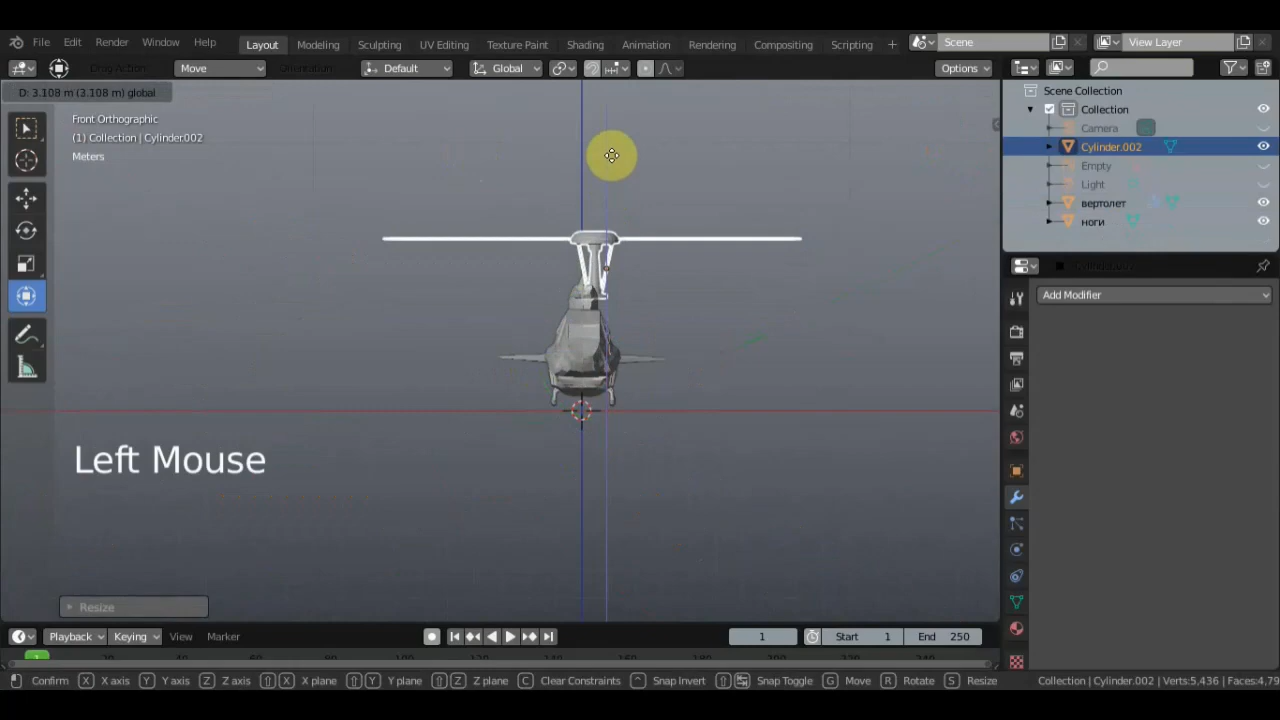 File Edit Render Window Help Layout Modeling Sculpting UV Editing Texture Paint Shading Animation Rendering Compositing Scripting + Scene View Layer
Drag Action Move Orientation Default Global Options
D: 3.108 m (3.108 m) global
Front Orthographic
(1) Collection | Cylinder.002
Meters
Scene Collection
Collection
Camera
Cylinder.002
Empty
Light
вертолет
ноги
Add Modifier
Left Mouse
Resize
Playback Keying View Marker 1 Start 1 End 250
Confirm X X axis Y Y axis Z Z axis X X plane Y Y plane Z Z plane C Clear Constraints ^ Snap Invert Snap Toggle G Move R Rotate S Resize Collection | Cylinder.002 | Verts:5,436 | Faces:4,79